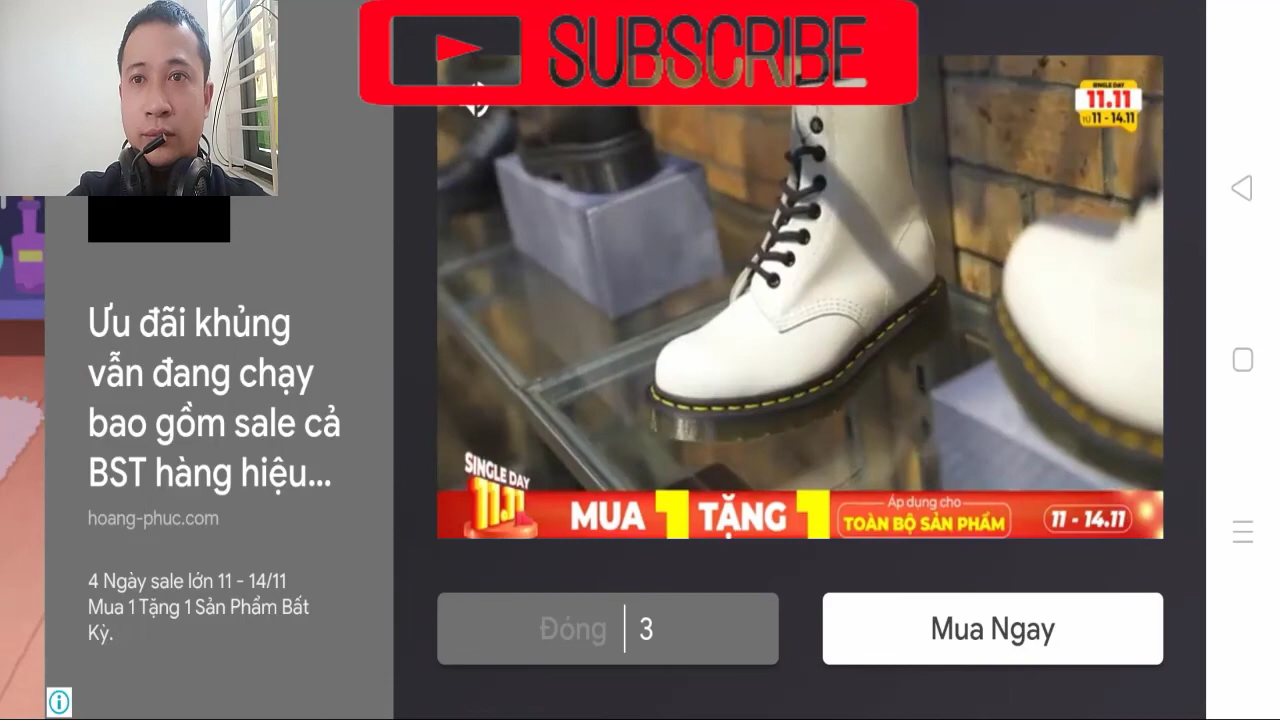 SUBSCRIBE
SINGLE DAY
11.11
TỪ 11 - 14.11
Ưu đãi khủng
vẫn đang chạy
bao gồm sale cả
BST hàng hiệu...
hoang-phuc.com
4 Ngày sale lớn 11 - 14/11
Mua 1 Tặng 1 Sản Phẩm Bất
Kỳ.
SINGLE DAY
11.11
MUA 1 TẶNG 1
Áp dụng cho
TOÀN BỘ SẢN PHẨM
11 - 14.11
Đóng 3
Mua Ngay